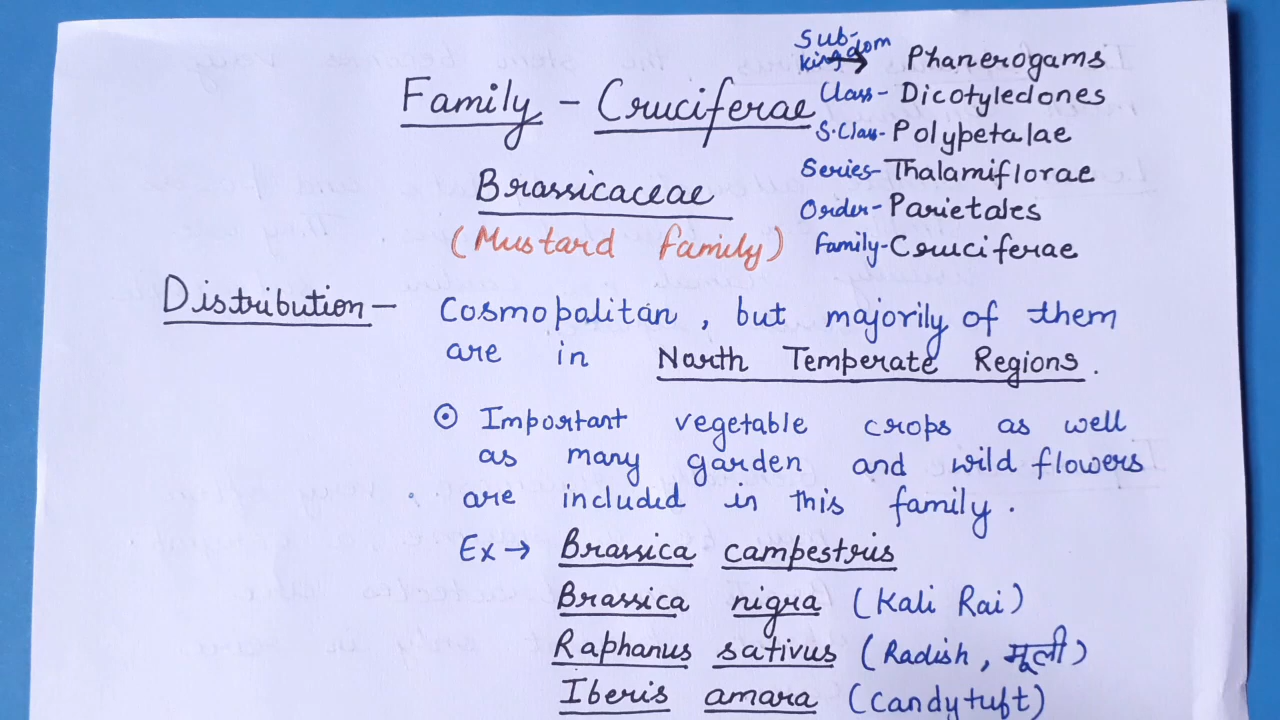 Family - Cruciferae
Brassicaceae
(Mustard family)
Sub-
kingdom → Phanerogams
Class - Dicotyledones
S.Class - Polypetalae
Series - Thalamiflorae
Order - Parietales
Family - Cruciferae
Distribution - Cosmopolitan, but majority of them
are in North Temperate Regions.
⊙ Important vegetable crops as well
as many garden and wild flowers
are included in this family.
Ex → Brassica campestris
Brassica nigra (Kali Rai)
Raphanus sativus (Radish, मूली)
Iberis amara (Candytuft)